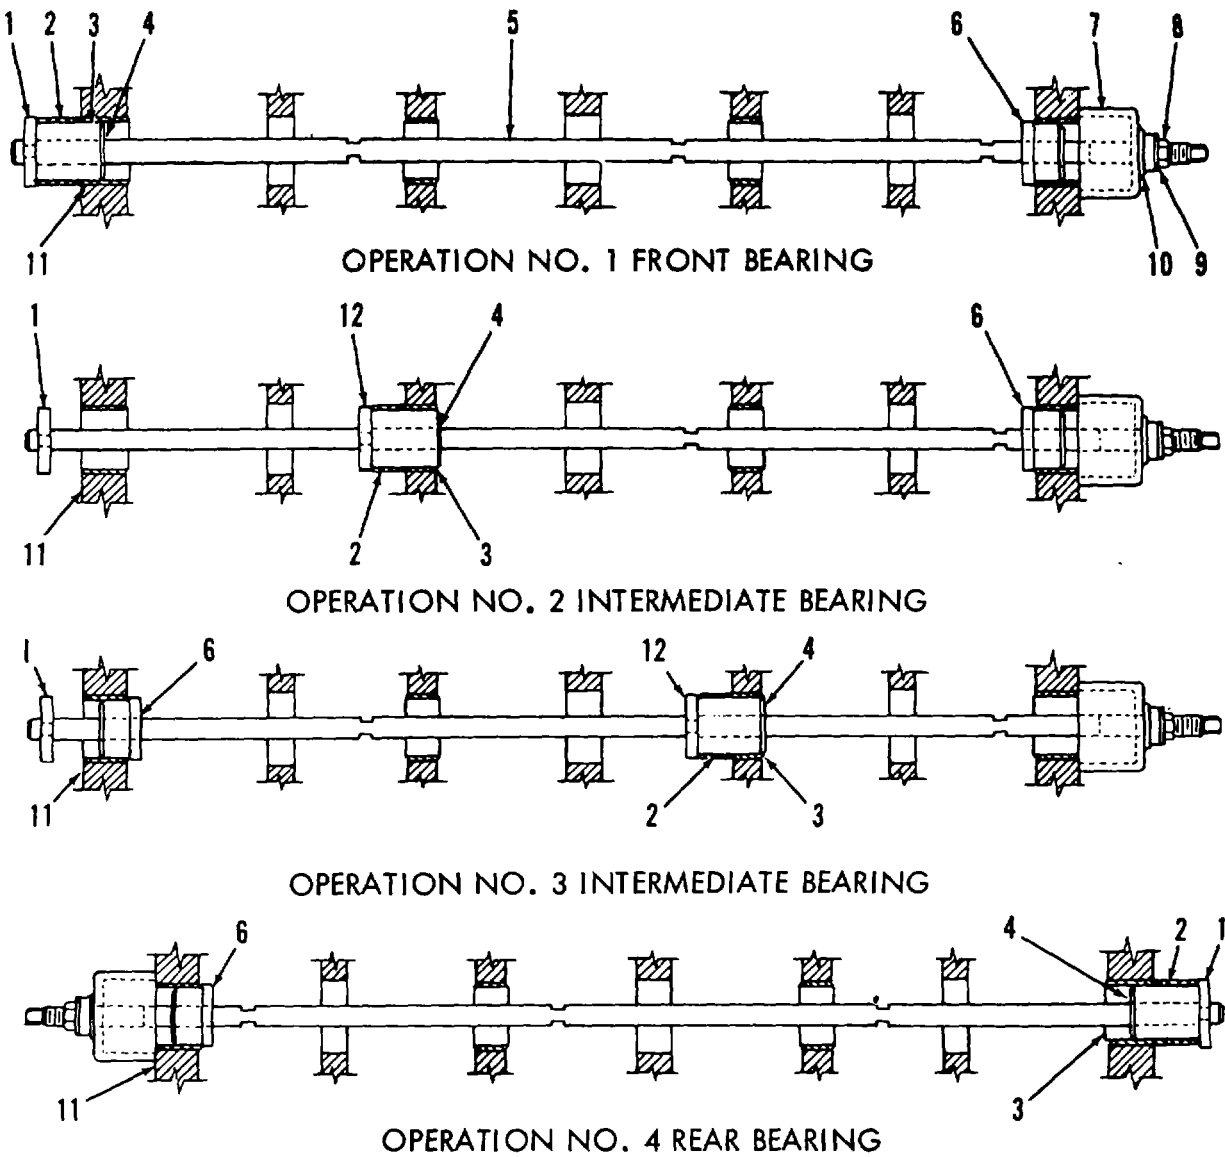 1 2 3 4 5 6 7 8
11 10 9
OPERATION NO. 1 FRONT BEARING
1 12 4 6
11 2 3
OPERATION NO. 2 INTERMEDIATE BEARING
1 6 12 4
11 2 3
OPERATION NO. 3 INTERMEDIATE BEARING
6 4 2 1
11 3
OPERATION NO. 4 REAR BEARING